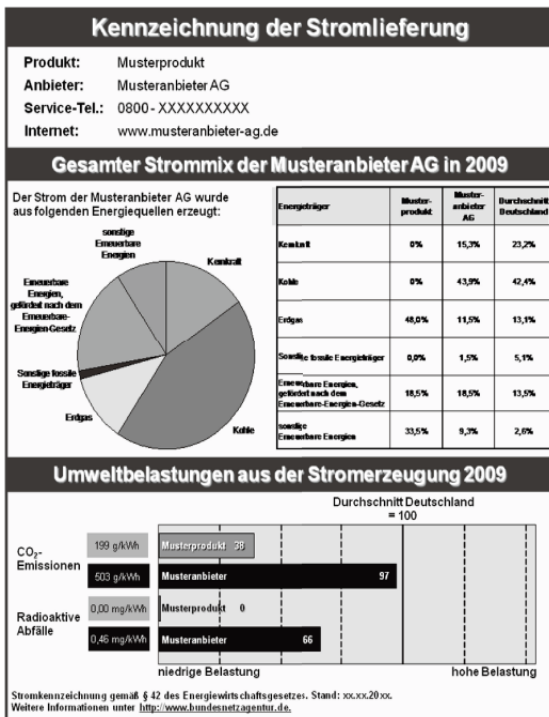 Kennzeichnung der Stromlieferung
Produkt: Musterprodukt
Anbieter: Musteranbieter AG
Service-Tel.: 0800 - XXXXXXXXXX
Internet: www.musteranbieter-ag.de
Gesamter Strommix der Musteranbieter AG in 2009
Der Strom der Musteranbieter AG wurde
aus folgenden Energiequellen erzeugt:
sonstige
Erneuerbare
Energien
Kernkraft
Erneuerbare
Energien,
gefördert nach dem
Erneuerbare-
Energien-Gesetz
Sonstige fossile
Energieträger
Erdgas
Kohle
Energieträger Muster- Muster- Durchschnitt
produkt anbieter Deutschland
AG
Kernkraft 0% 15,3% 23,2%
Kohle 0% 43,9% 42,4%
Erdgas 48,0% 11,5% 13,1%
Sonstige fossile Energieträger 0,0% 1,5% 5,1%
Erneuerbare Energien,
gefördert nach dem 18,5% 18,5% 13,5%
Erneuerbare-Energien-Gesetz
sonstige
Erneuerbare Energien 33,5% 9,3% 2,6%
Umweltbelastungen aus der Stromerzeugung 2009
Durchschnitt Deutschland
= 100
CO₂-
Emissionen
199 g/kWh Musterprodukt 38
503 g/kWh Musteranbieter 97
Radioaktive
Abfälle
0,00 mg/kWh Musterprodukt 0
0,46 mg/kWh Musteranbieter 66
niedrige Belastung hohe Belastung
Stromkennzeichnung gemäß § 42 des Energiewirtschaftsgesetzes. Stand: xx.xx.20xx.
Weitere Informationen unter http://www.bundesnetzagentur.de.